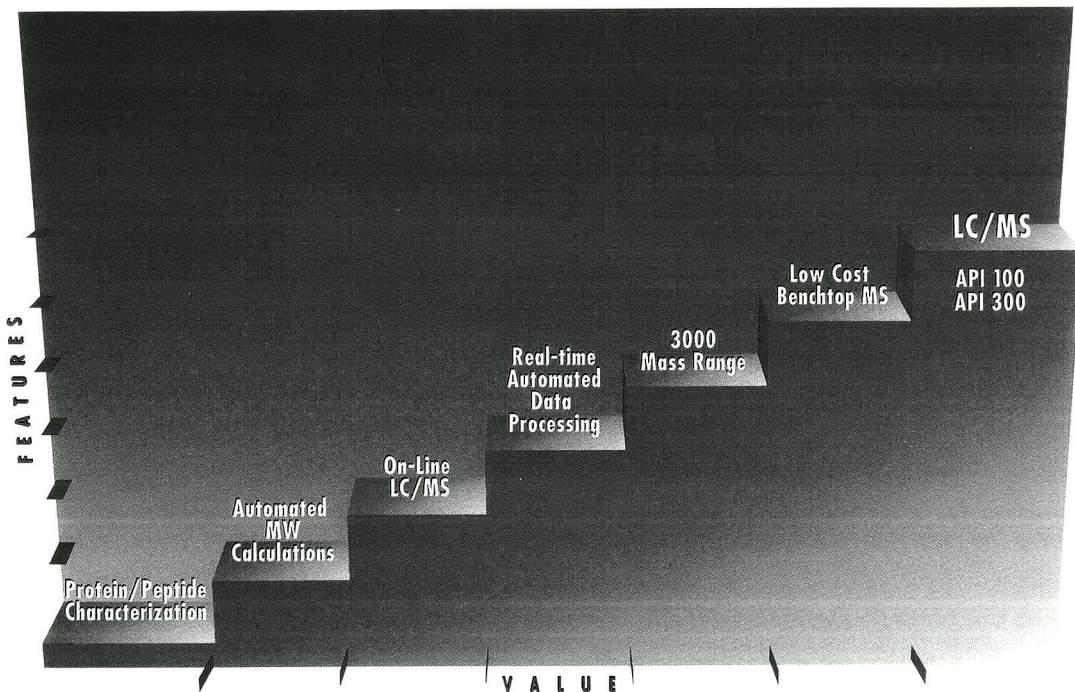 LC/MS
API 100
API 300
Low Cost
Benchtop MS
3000
Mass Range
Real-time
Automated
Data
Processing
On-Line
LC/MS
Automated
MW
Calculations
Protein/Peptide
Characterization
FEATURES
VALUE